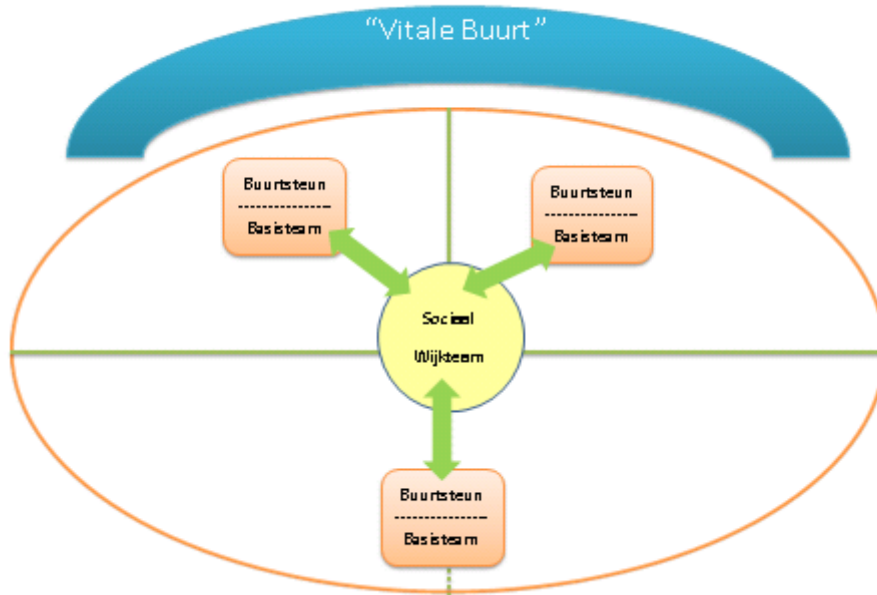 “Vitale Buurt”
Buurtsteun
----------------
Basisteam
Buurtsteun
----------------
Basisteam
Sociaal
Wijkteam
Buurtsteun
----------------
Basisteam